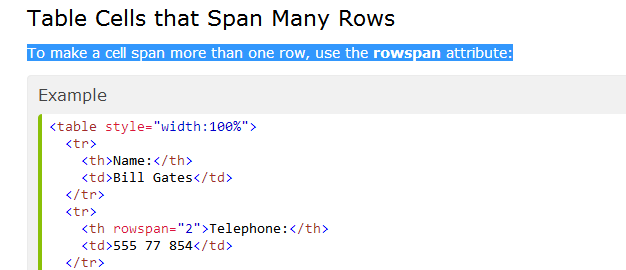 Table Cells that Span Many Rows
To make a cell span more than one row, use the rowspan attribute:
Example
<table style="width:100%">
  <tr>
    <th>Name:</th>
    <td>Bill Gates</td>
  </tr>
  <tr>
    <th rowspan="2">Telephone:</th>
    <td>555 77 854</td>
  </tr>